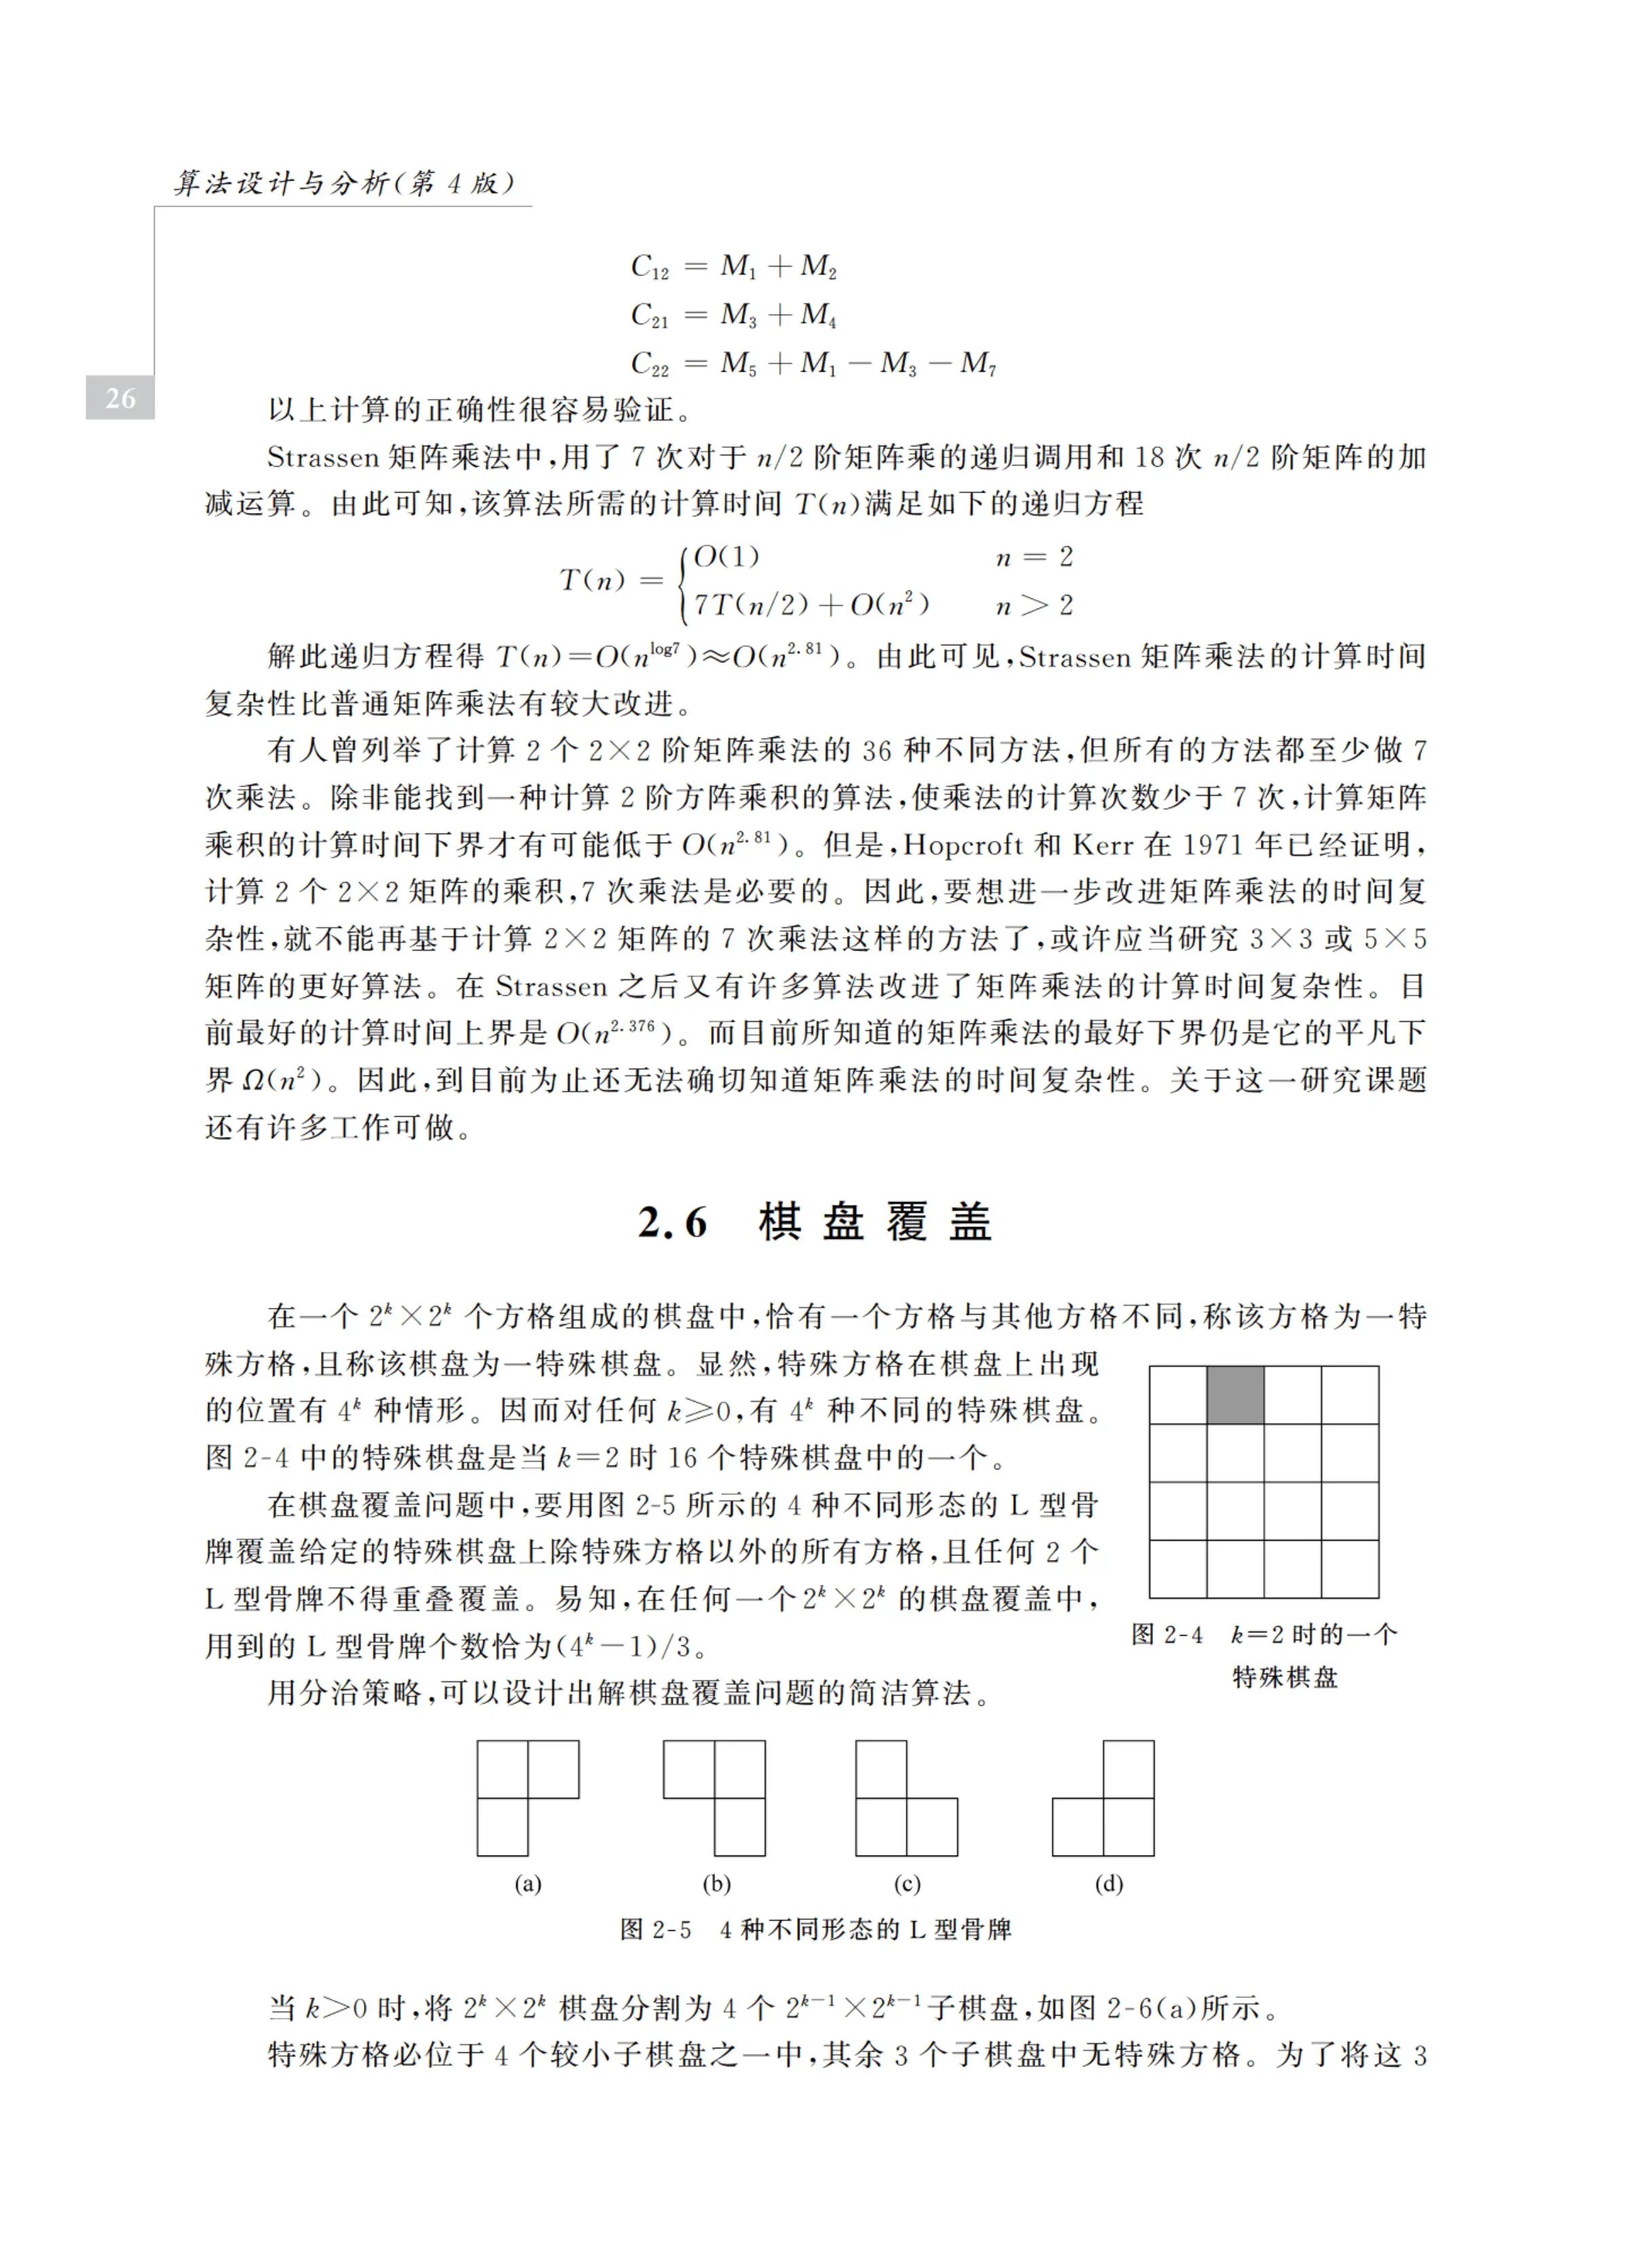 算法设计与分析(第 4 版)
C₁₂ = M₁ + M₂
C₂₁ = M₃ + M₄
C₂₂ = M₅ + M₁ − M₃ − M₇
26
以上计算的正确性很容易验证。
Strassen 矩阵乘法中,用了 7 次对于 n/2 阶矩阵乘的递归调用和 18 次 n/2 阶矩阵的加
减运算。由此可知,该算法所需的计算时间 T(n)满足如下的递归方程
T(n) = { O(1) n = 2
7T(n/2)+O(n²) n > 2
解此递归方程得 T(n)=O(n^log7)≈O(n^2.81)。由此可见,Strassen 矩阵乘法的计算时间
复杂性比普通矩阵乘法有较大改进。
有人曾列举了计算 2 个 2×2 阶矩阵乘法的 36 种不同方法,但所有的方法都至少做 7
次乘法。除非能找到一种计算 2 阶方阵乘积的算法,使乘法的计算次数少于 7 次,计算矩阵
乘积的计算时间下界才有可能低于 O(n^2.81)。但是,Hopcroft 和 Kerr 在 1971 年已经证明,
计算 2 个 2×2 矩阵的乘积,7 次乘法是必要的。因此,要想进一步改进矩阵乘法的时间复
杂性,就不能再基于计算 2×2 矩阵的 7 次乘法这样的方法了,或许应当研究 3×3 或 5×5
矩阵的更好算法。在 Strassen 之后又有许多算法改进了矩阵乘法的计算时间复杂性。目
前最好的计算时间上界是 O(n^2.376)。而目前所知道的矩阵乘法的最好下界仍是它的平凡下
界 Ω(n²)。因此,到目前为止还无法确切知道矩阵乘法的时间复杂性。关于这一研究课题
还有许多工作可做。
2.6 棋盘覆盖
在一个 2^k×2^k 个方格组成的棋盘中,恰有一个方格与其他方格不同,称该方格为一特
殊方格,且称该棋盘为一特殊棋盘。显然,特殊方格在棋盘上出现
的位置有 4^k 种情形。因而对任何 k≥0,有 4^k 种不同的特殊棋盘。
图 2-4 中的特殊棋盘是当 k=2 时 16 个特殊棋盘中的一个。
在棋盘覆盖问题中,要用图 2-5 所示的 4 种不同形态的 L 型骨
牌覆盖给定的特殊棋盘上除特殊方格以外的所有方格,且任何 2 个
L 型骨牌不得重叠覆盖。易知,在任何一个 2^k×2^k 的棋盘覆盖中,
用到的 L 型骨牌个数恰为(4^k−1)/3。
用分治策略,可以设计出解棋盘覆盖问题的简洁算法。
图 2-4 k=2 时的一个
特殊棋盘
(a) (b) (c) (d)
图 2-5 4 种不同形态的 L 型骨牌
当 k>0 时,将 2^k×2^k 棋盘分割为 4 个 2^(k−1)×2^(k−1)子棋盘,如图 2-6(a)所示。
特殊方格必位于 4 个较小子棋盘之一中,其余 3 个子棋盘中无特殊方格。为了将这 3